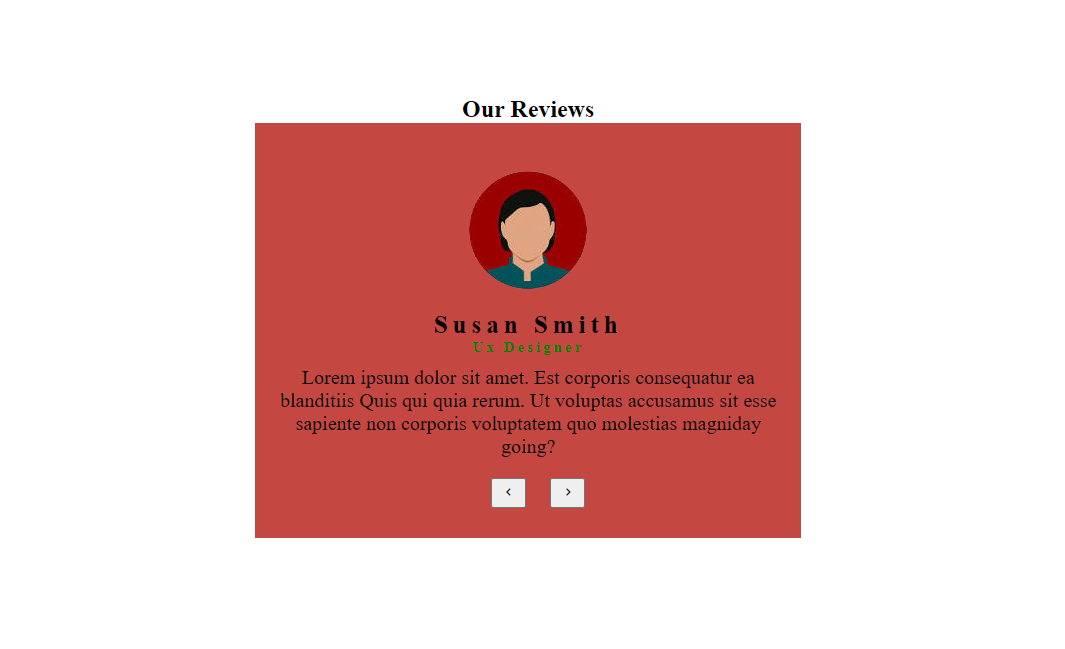 Our Reviews
Susan Smith
Ux Designer
Lorem ipsum dolor sit amet. Est corporis consequatur ea
blanditiis Quis qui quia rerum. Ut voluptas accusamus sit esse
sapiente non corporis voluptatem quo molestias magniday
going?
‹ ›